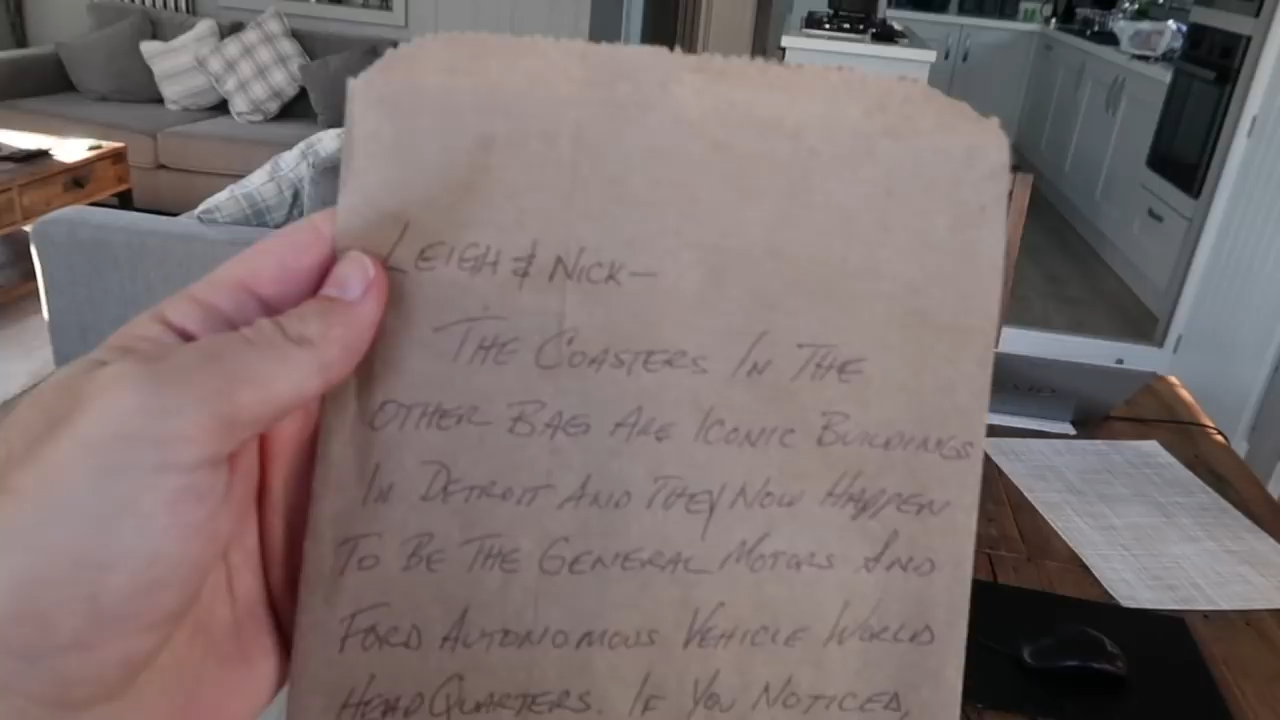 LEIGH & NICK—
THE COASTERS IN THE
OTHER BAG ARE ICONIC BUILDINGS
IN DETROIT AND THEY NOW HAPPEN
TO BE THE GENERAL MOTORS AND
FORD AUTONOMOUS VEHICLE WORLD
HEADQUARTERS. IF YOU NOTICED,